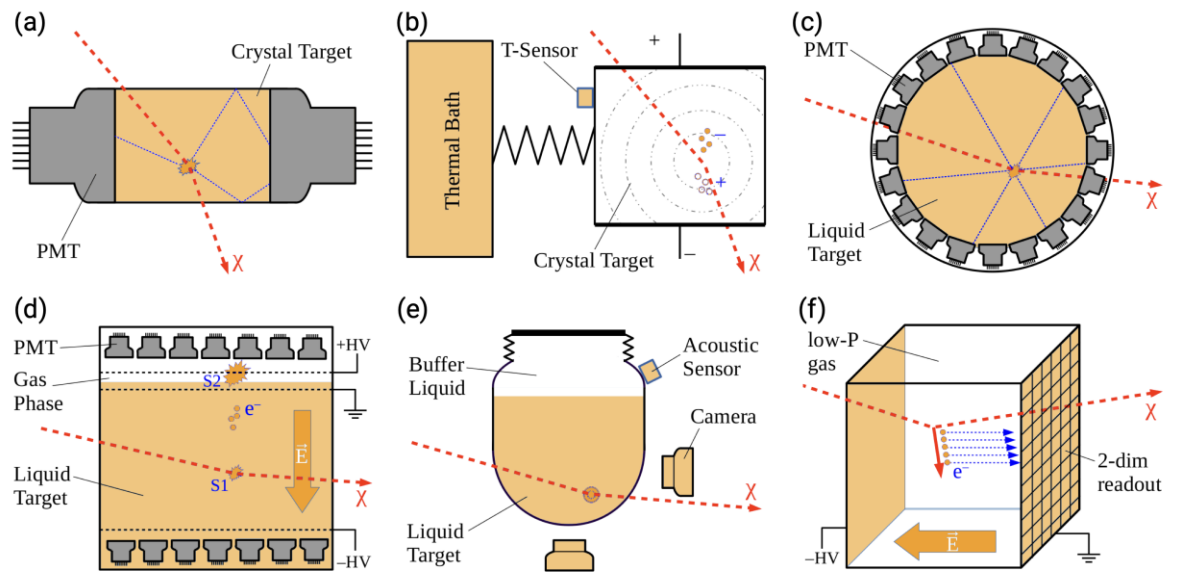 (a)
Crystal Target
PMT
χ
(b)
T-Sensor
Thermal Bath
+
−
+
Crystal Target
−
χ
(c)
PMT
Liquid
Target
χ
(d)
PMT
+HV
Gas
Phase
S2
e⁻
E⃗
Liquid
Target
S1
χ
−HV
(e)
Buffer
Liquid
Acoustic
Sensor
Camera
Liquid
Target
χ
(f)
low-P
gas
χ
e⁻
2-dim
readout
E⃗
−HV